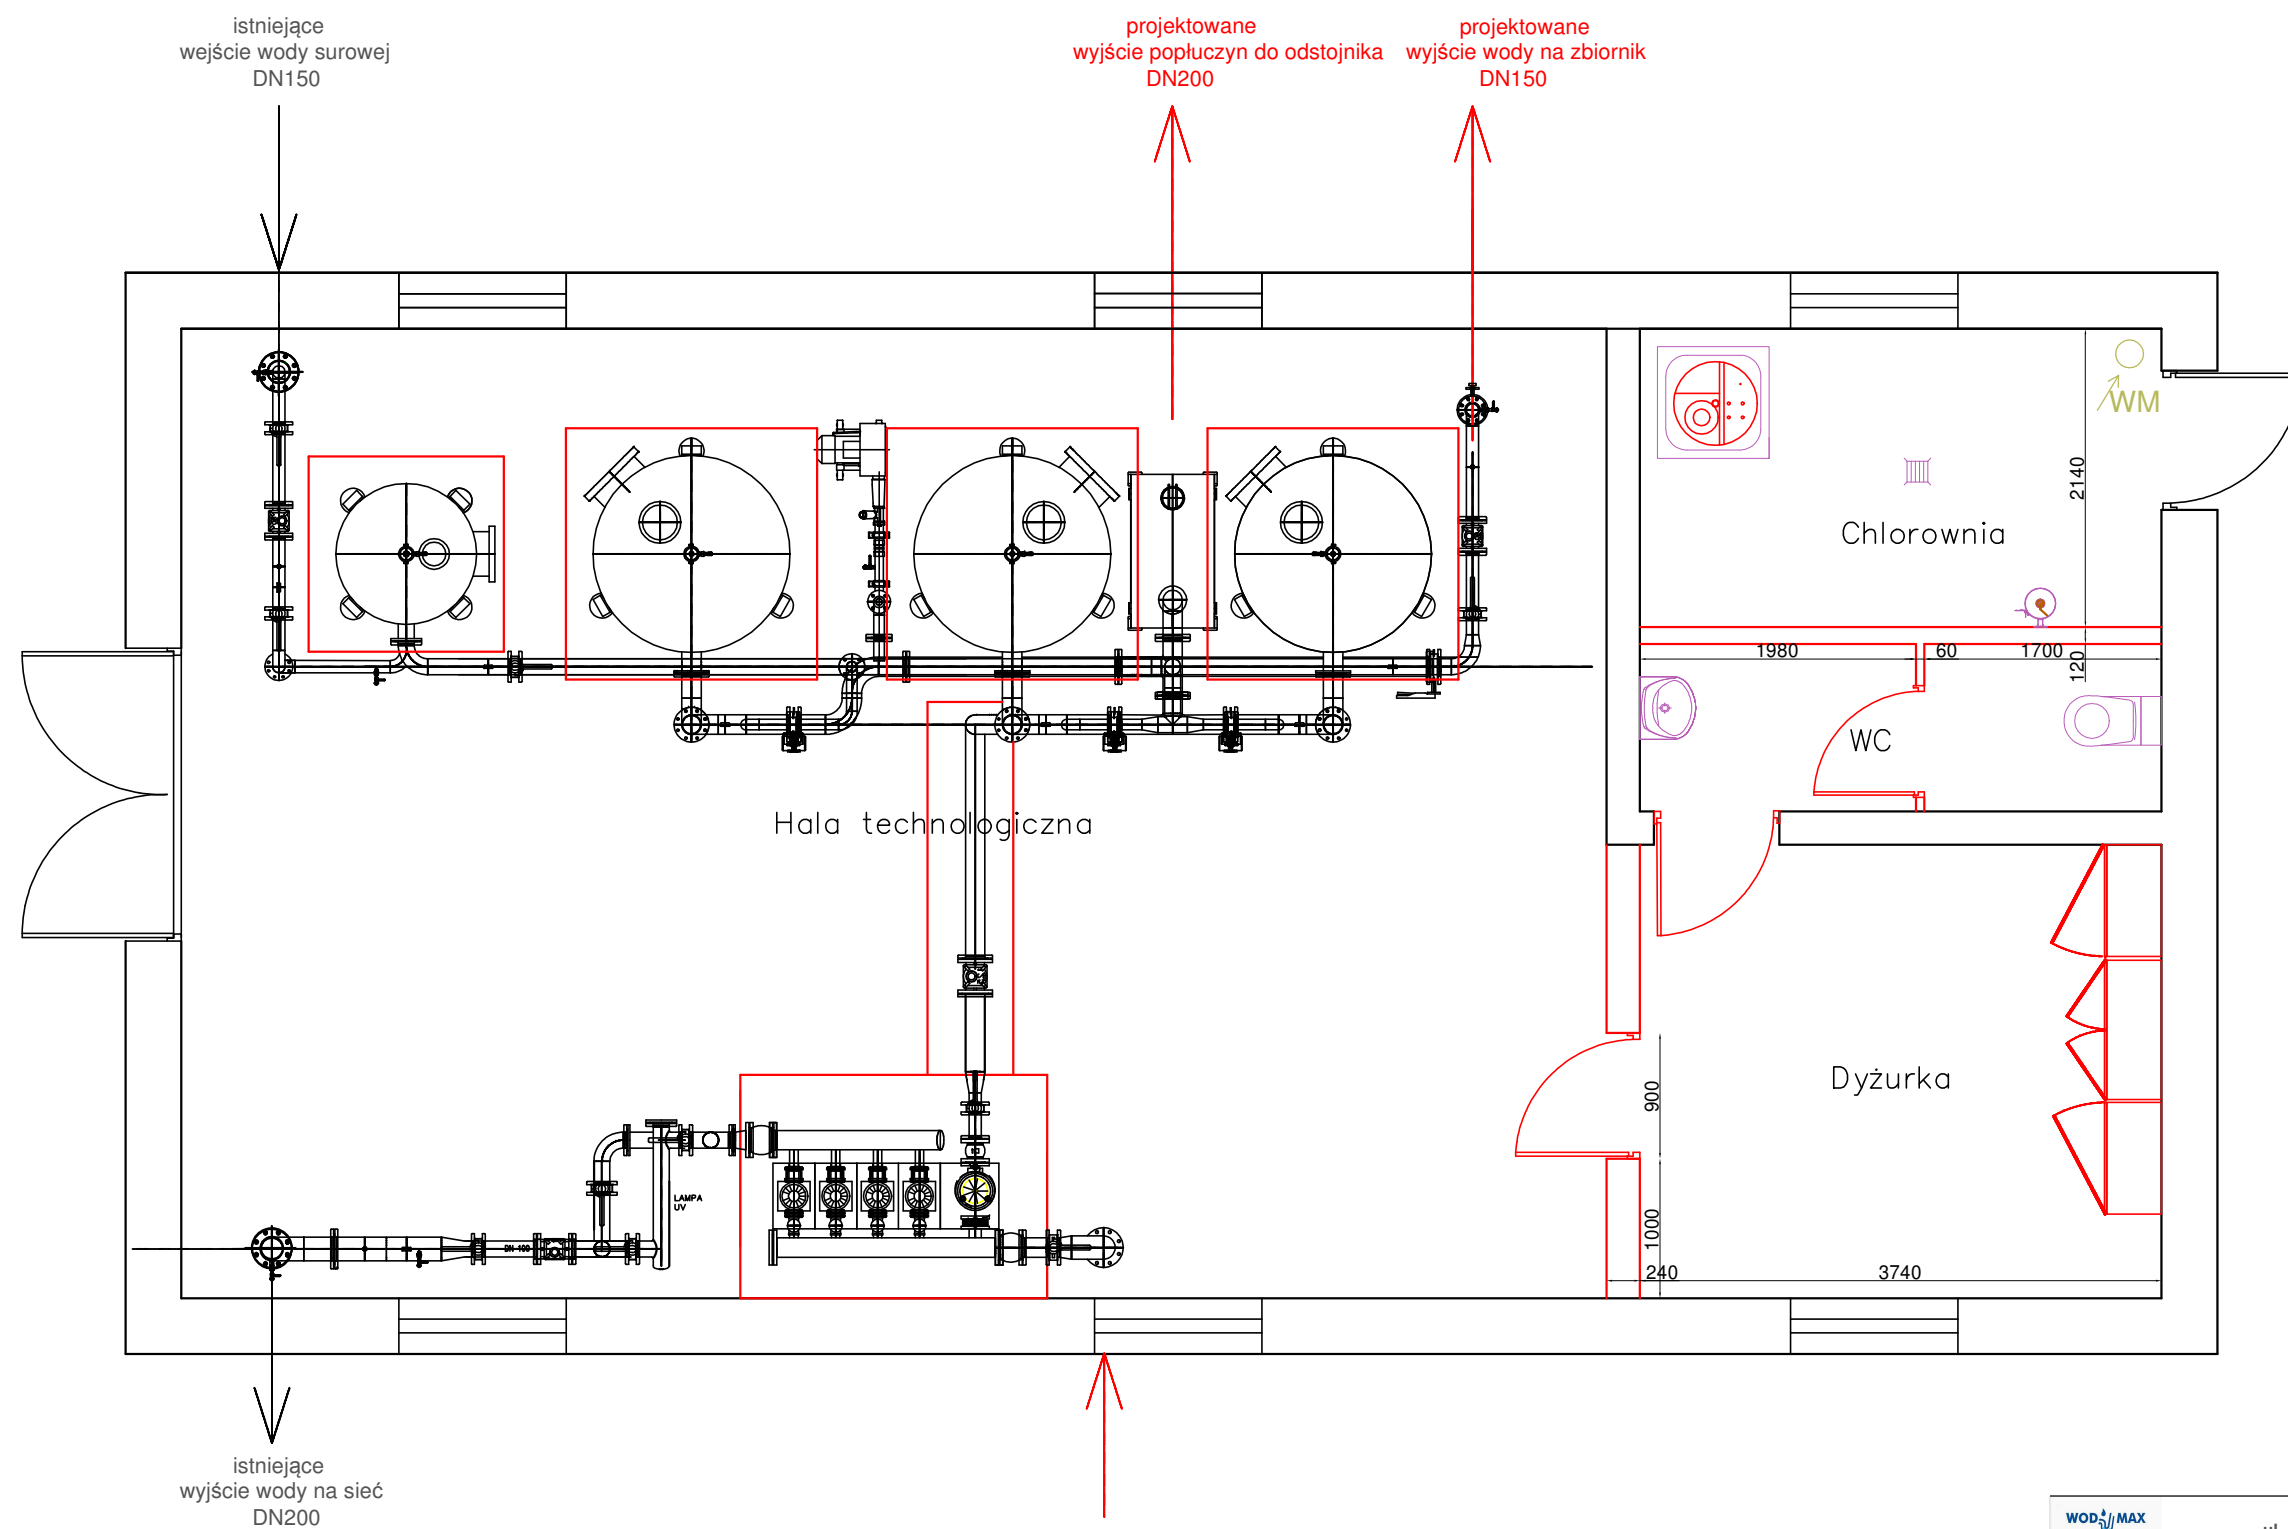 istniejące
wejście wody surowej
DN150
projektowane
wyjście popłuczyn do odstojnika
DN200
projektowane
wyjście wody na zbiornik
DN150
WM
2140
Chlorownia
1980
60
1700
120
WC
Hala technologiczna
Dyżurka
900
1000
240
3740
LAMPA
UV
DN 100
istniejące
wyjście wody na sieć
DN200
WOD MAX